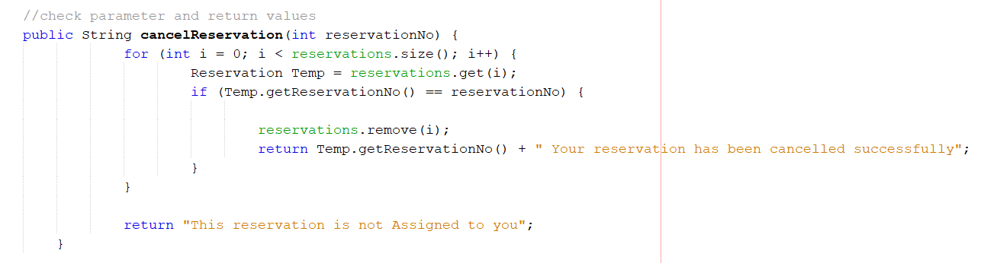 //check parameter and return values
public String cancelReservation(int reservationNo) {
for (int i = 0; i < reservations.size(); i++) {
Reservation Temp = reservations.get(i);
if (Temp.getReservationNo() == reservationNo) {
reservations.remove(i);
return Temp.getReservationNo() + " Your reservation has been cancelled successfully";
}
}
return "This reservation is not Assigned to you";
}